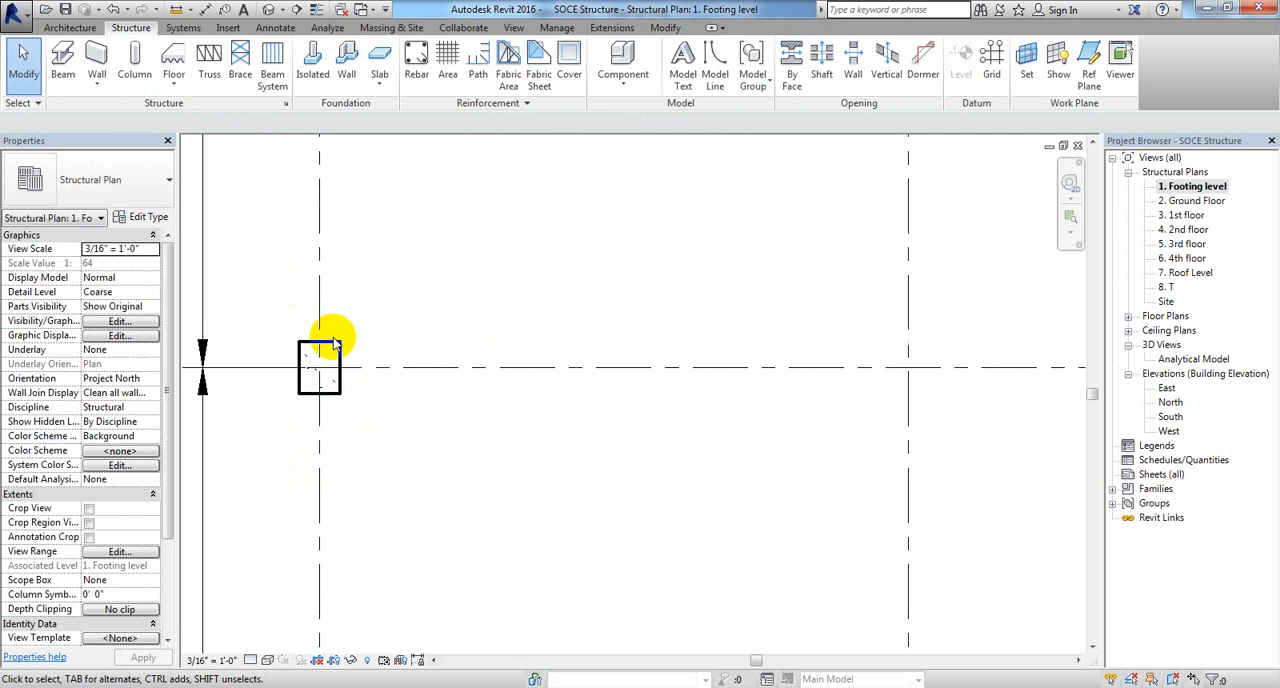 Autodesk Revit 2016 - SOCE Structure - Structural Plan: 1. Footing level
Type a keyword or phrase
Sign In
Architecture Structure Systems Insert Annotate Analyze Massing & Site Collaborate View Manage Extensions Modify
Modify Beam Wall Column Floor Truss Brace Beam System Isolated Wall Slab Rebar Area Path Fabric Area Fabric Sheet Cover Component Model Text Model Line Model Group By Face Shaft Wall Vertical Dormer Level Grid Set Show Ref Plane Viewer
Select Structure Foundation Reinforcement Model Opening Datum Work Plane
Properties
Structural Plan
Structural Plan: 1. Fo
Edit Type
Graphics
View Scale 3/16" = 1'-0"
Scale Value 1: 64
Display Model Normal
Detail Level Coarse
Parts Visibility Show Original
Visibility/Graph... Edit...
Graphic Displa... Edit...
Underlay None
Underlay Orien... Plan
Orientation Project North
Wall Join Display Clean all wall...
Discipline Structural
Show Hidden L... By Discipline
Color Scheme ... Background
Color Scheme <none>
System Color S... Edit...
Default Analysi... None
Extents
Crop View
Crop Region Vi...
Annotation Crop
View Range Edit...
Associated Level 1. Footing level
Scope Box None
Column Symb... 0' 0"
Depth Clipping No clip
Identity Data
View Template <None>
Properties help
Apply
Project Browser - SOCE Structure
Views (all)
Structural Plans
1. Footing level
2. Ground Floor
3. 1st floor
4. 2nd floor
5. 3rd floor
6. 4th floor
7. Roof Level
8. T
Site
Floor Plans
Ceiling Plans
3D Views
Analytical Model
Elevations (Building Elevation)
East
North
South
West
Legends
Schedules/Quantities
Sheets (all)
Families
Groups
Revit Links
2D
3/16" = 1'-0"
Click to select, TAB for alternates, CTRL adds, SHIFT unselects.
:0
Main Model
:0